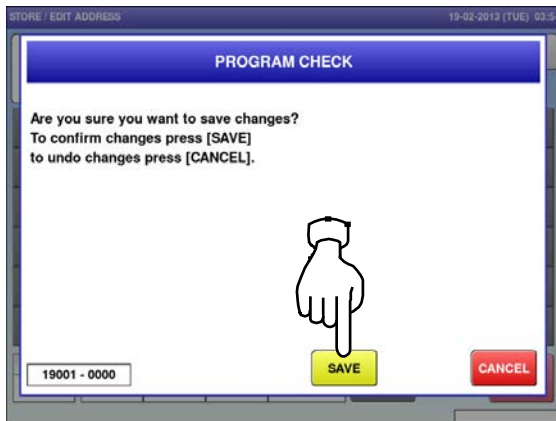 STORE / EDIT ADDRESS
19-02-2013 (TUE) 03:5
PROGRAM CHECK
Are you sure you want to save changes?
To confirm changes press [SAVE]
to undo changes press [CANCEL].
19001 - 0000
SAVE
CANCEL